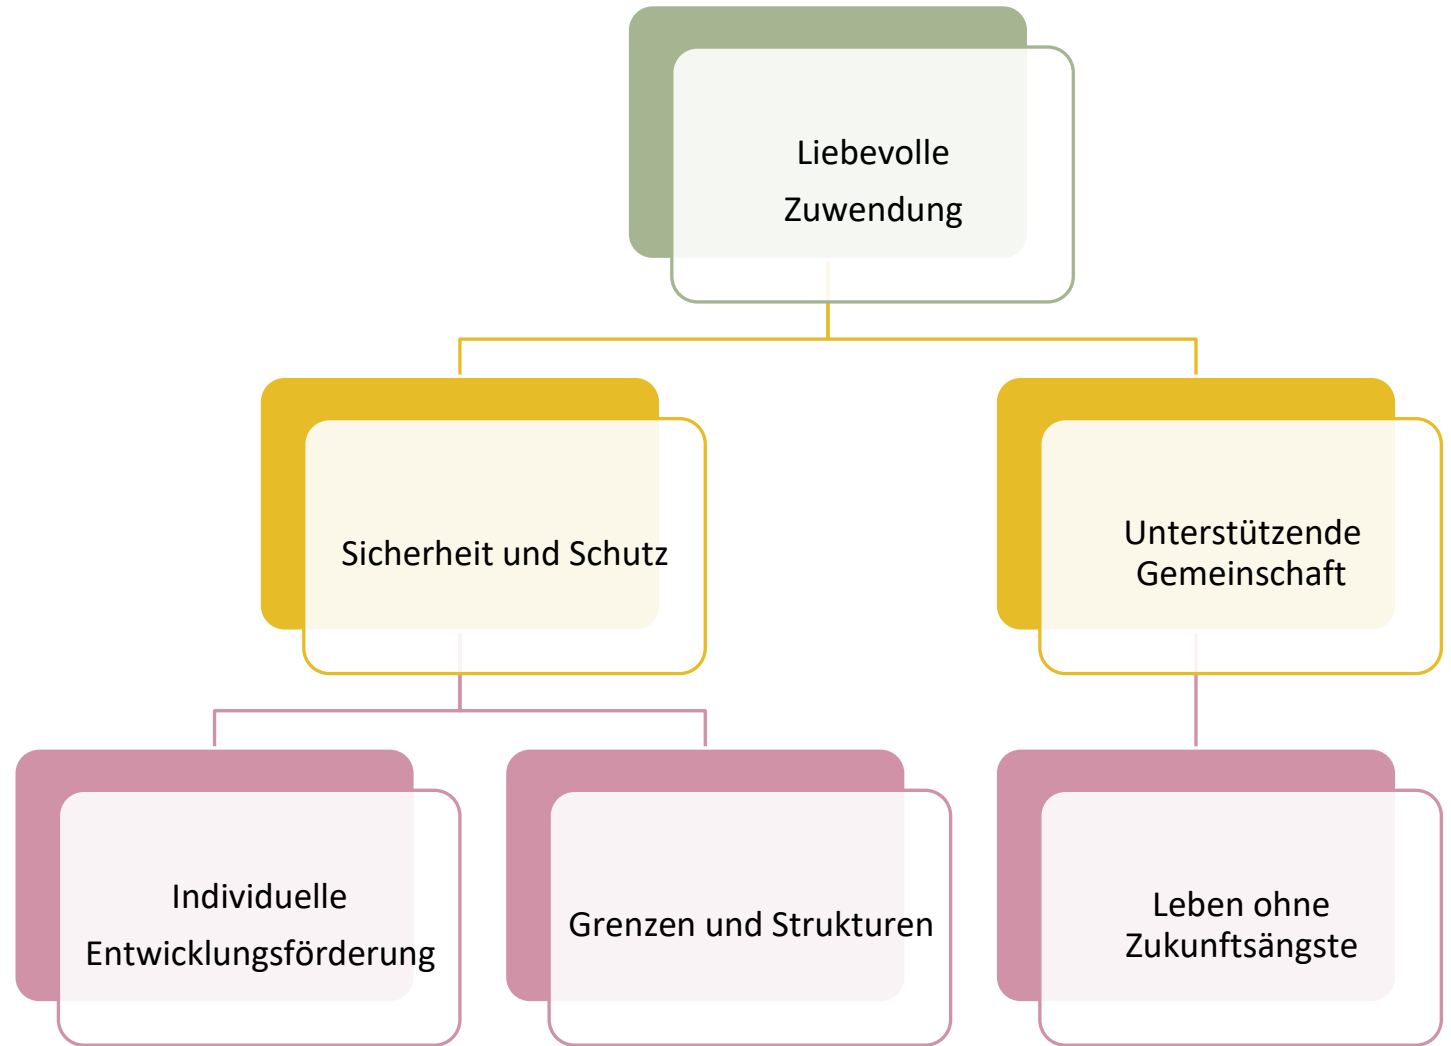 Liebevolle
Zuwendung
Sicherheit und Schutz
Unterstützende
Gemeinschaft
Individuelle
Entwicklungsförderung
Grenzen und Strukturen
Leben ohne
Zukunftsängste